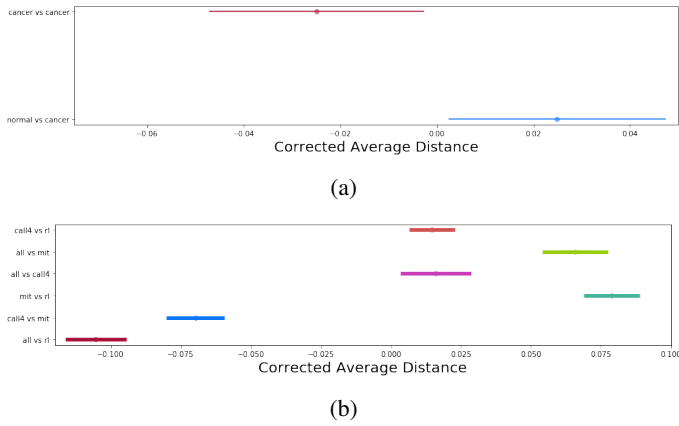 cancer vs cancer
normal vs cancer
−0.06 −0.04 −0.02 0.00 0.02 0.04
Corrected Average Distance
(a)
call4 vs r1
all vs mit
all vs call4
mit vs r1
call4 vs mit
all vs r1
−0.100 −0.075 −0.050 −0.025 0.000 0.025 0.050 0.075 0.100
Corrected Average Distance
(b)